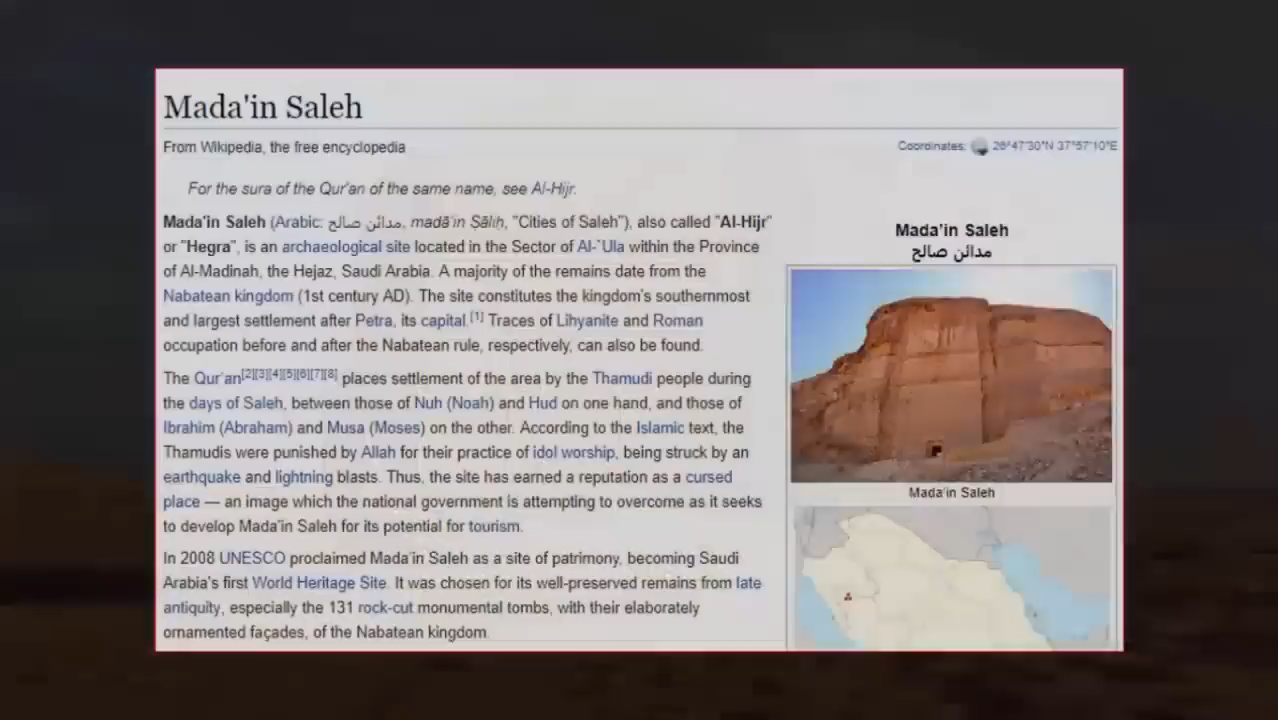 Mada'in Saleh
From Wikipedia, the free encyclopedia
Coordinates: 26°47′30″N 37°57′10″E
For the sura of the Qur'an of the same name, see Al-Hijr.
Mada'in Saleh (Arabic: مدائن صالح, madāʼin Ṣāliḥ, "Cities of Saleh"), also called "Al-Hijr"
or "Hegra", is an archaeological site located in the Sector of Al-`Ula within the Province
of Al-Madinah, the Hejaz, Saudi Arabia. A majority of the remains date from the
Nabatean kingdom (1st century AD). The site constitutes the kingdom's southernmost
and largest settlement after Petra, its capital.[1] Traces of Lihyanite and Roman
occupation before and after the Nabatean rule, respectively, can also be found.
The Qur'an[2][3][4][5][6][7][8] places settlement of the area by the Thamudi people during
the days of Saleh, between those of Nuh (Noah) and Hud on one hand, and those of
Ibrahim (Abraham) and Musa (Moses) on the other. According to the Islamic text, the
Thamudis were punished by Allah for their practice of idol worship, being struck by an
earthquake and lightning blasts. Thus, the site has earned a reputation as a cursed
place — an image which the national government is attempting to overcome as it seeks
to develop Mada'in Saleh for its potential for tourism.
In 2008 UNESCO proclaimed Mada'in Saleh as a site of patrimony, becoming Saudi
Arabia's first World Heritage Site. It was chosen for its well-preserved remains from late
antiquity, especially the 131 rock-cut monumental tombs, with their elaborately
ornamented façades, of the Nabatean kingdom.
Mada'in Saleh
مدائن صالح
Mada'in Saleh